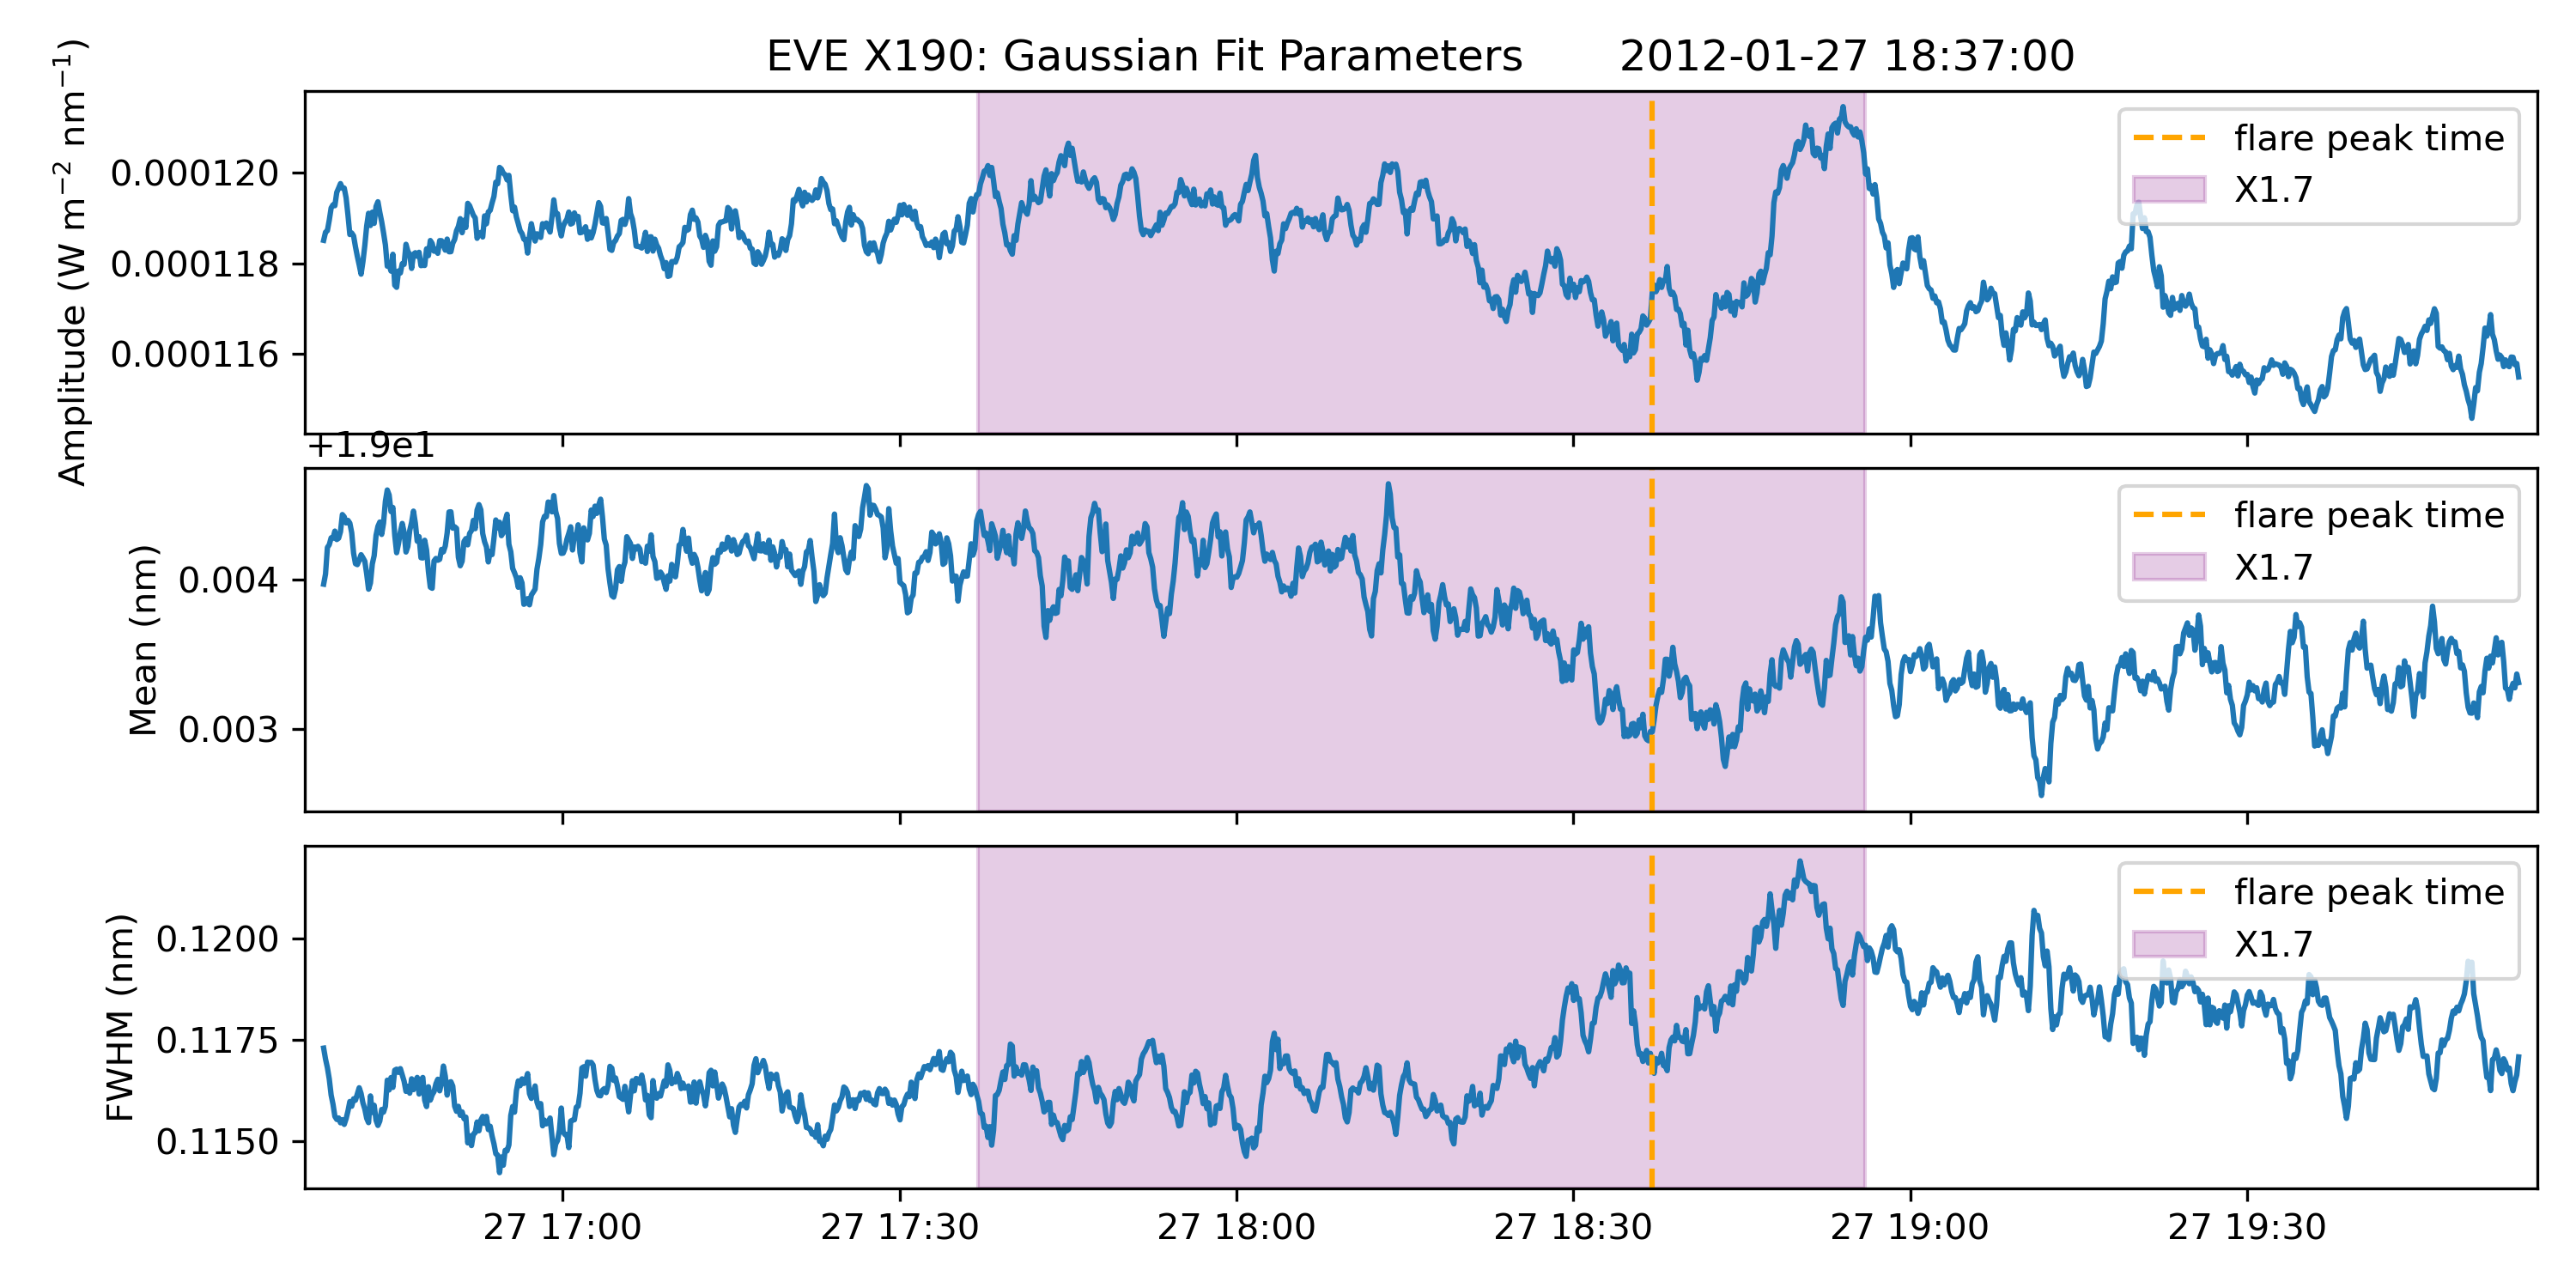 EVE X190: Gaussian Fit Parameters 2012-01-27 18:37:00
Amplitude (W m⁻² nm⁻¹)
0.000120
0.000118
0.000116
flare peak time
X1.7
+1.9e1
Mean (nm)
0.004
0.003
flare peak time
X1.7
FWHM (nm)
0.1200
0.1175
0.1150
flare peak time
X1.7
27 17:00 27 17:30 27 18:00 27 18:30 27 19:00 27 19:30